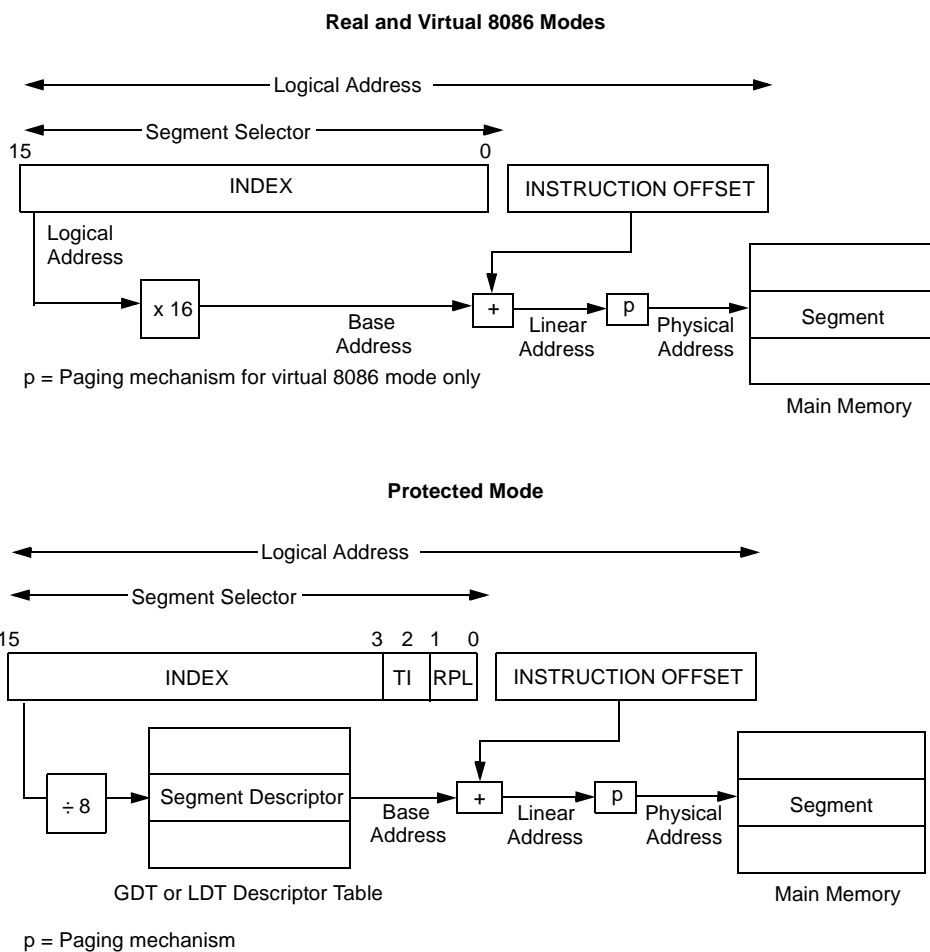 Real and Virtual 8086 Modes
Logical Address
Segment Selector
15 0
INDEX INSTRUCTION OFFSET
Logical
Address
x 16
Base
Address
+
Linear
Address
p
Physical
Address
Segment
p = Paging mechanism for virtual 8086 mode only
Main Memory
Protected Mode
Logical Address
Segment Selector
15 3 2 1 0
INDEX TI RPL INSTRUCTION OFFSET
÷ 8
Segment Descriptor
Base
Address
+
Linear
Address
p
Physical
Address
Segment
GDT or LDT Descriptor Table
Main Memory
p = Paging mechanism